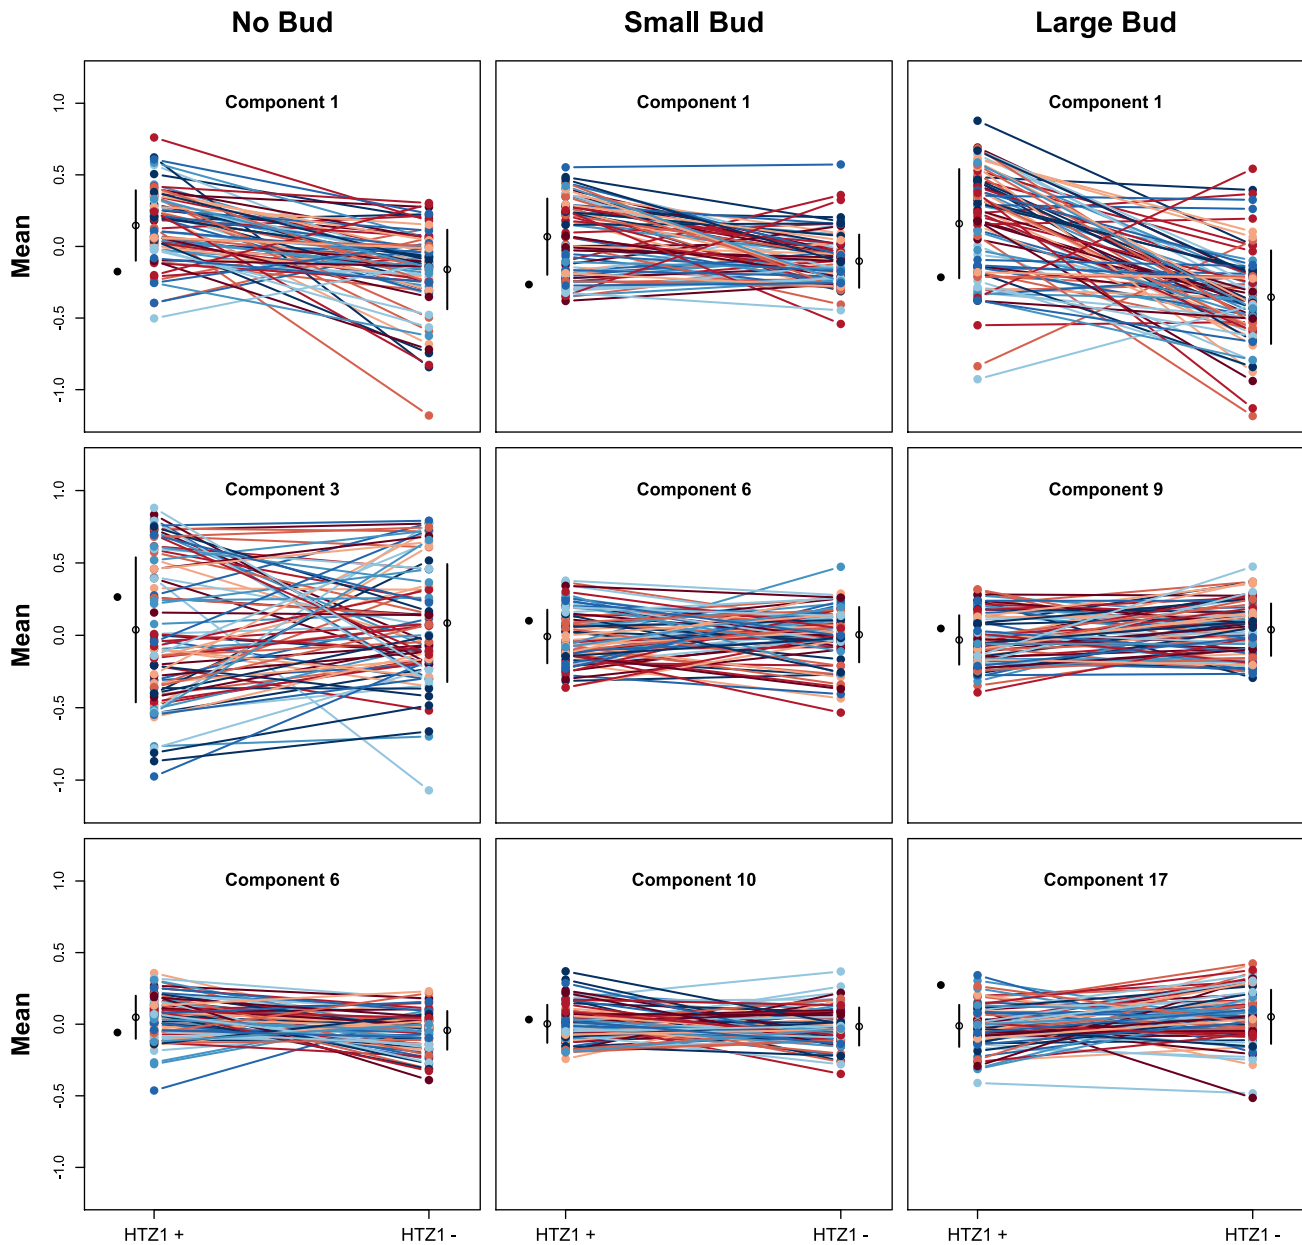 No Bud Small Bud Large Bud
Component 1 Component 1 Component 1
Mean
1.0
0.5
0.0
-0.5
-1.0
Component 3 Component 6 Component 9
Mean
1.0
0.5
0.0
-0.5
-1.0
Component 6 Component 10 Component 17
Mean
1.0
0.5
0.0
-0.5
-1.0
HTZ1 + HTZ1 - HTZ1 + HTZ1 - HTZ1 + HTZ1 -